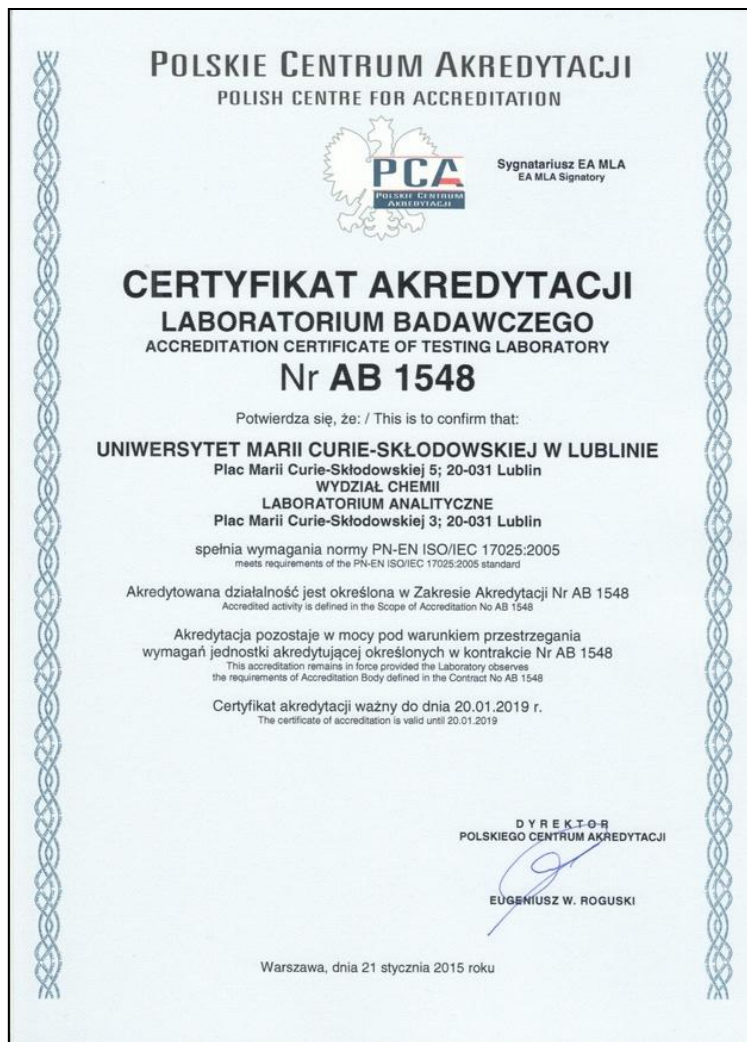 POLSKIE CENTRUM AKREDYTACJI
POLISH CENTRE FOR ACCREDITATION
PCA
POLSKIE CENTRUM
AKREDYTACJI
Sygnatariusz EA MLA
EA MLA Signatory
CERTYFIKAT AKREDYTACJI
LABORATORIUM BADAWCZEGO
ACCREDITATION CERTIFICATE OF TESTING LABORATORY
Nr AB 1548
Potwierdza się, że: / This is to confirm that:
UNIWERSYTET MARII CURIE-SKŁODOWSKIEJ W LUBLINIE
Plac Marii Curie-Skłodowskiej 5; 20-031 Lublin
WYDZIAŁ CHEMII
LABORATORIUM ANALITYCZNE
Plac Marii Curie-Skłodowskiej 3; 20-031 Lublin
spełnia wymagania normy PN-EN ISO/IEC 17025:2005
meets requirements of the PN-EN ISO/IEC 17025:2005 standard
Akredytowana działalność jest określona w Zakresie Akredytacji Nr AB 1548
Accredited activity is defined in the Scope of Accreditation No AB 1548
Akredytacja pozostaje w mocy pod warunkiem przestrzegania
wymagań jednostki akredytującej określonych w kontrakcie Nr AB 1548
This accreditation remains in force provided the Laboratory observes
the requirements of Accreditation Body defined in the Contract No AB 1548
Certyfikat akredytacji ważny do dnia 20.01.2019 r.
The certificate of accreditation is valid until 20.01.2019
DYREKTOR
POLSKIEGO CENTRUM AKREDYTACJI
EUGENIUSZ W. ROGUSKI
Warszawa, dnia 21 stycznia 2015 roku